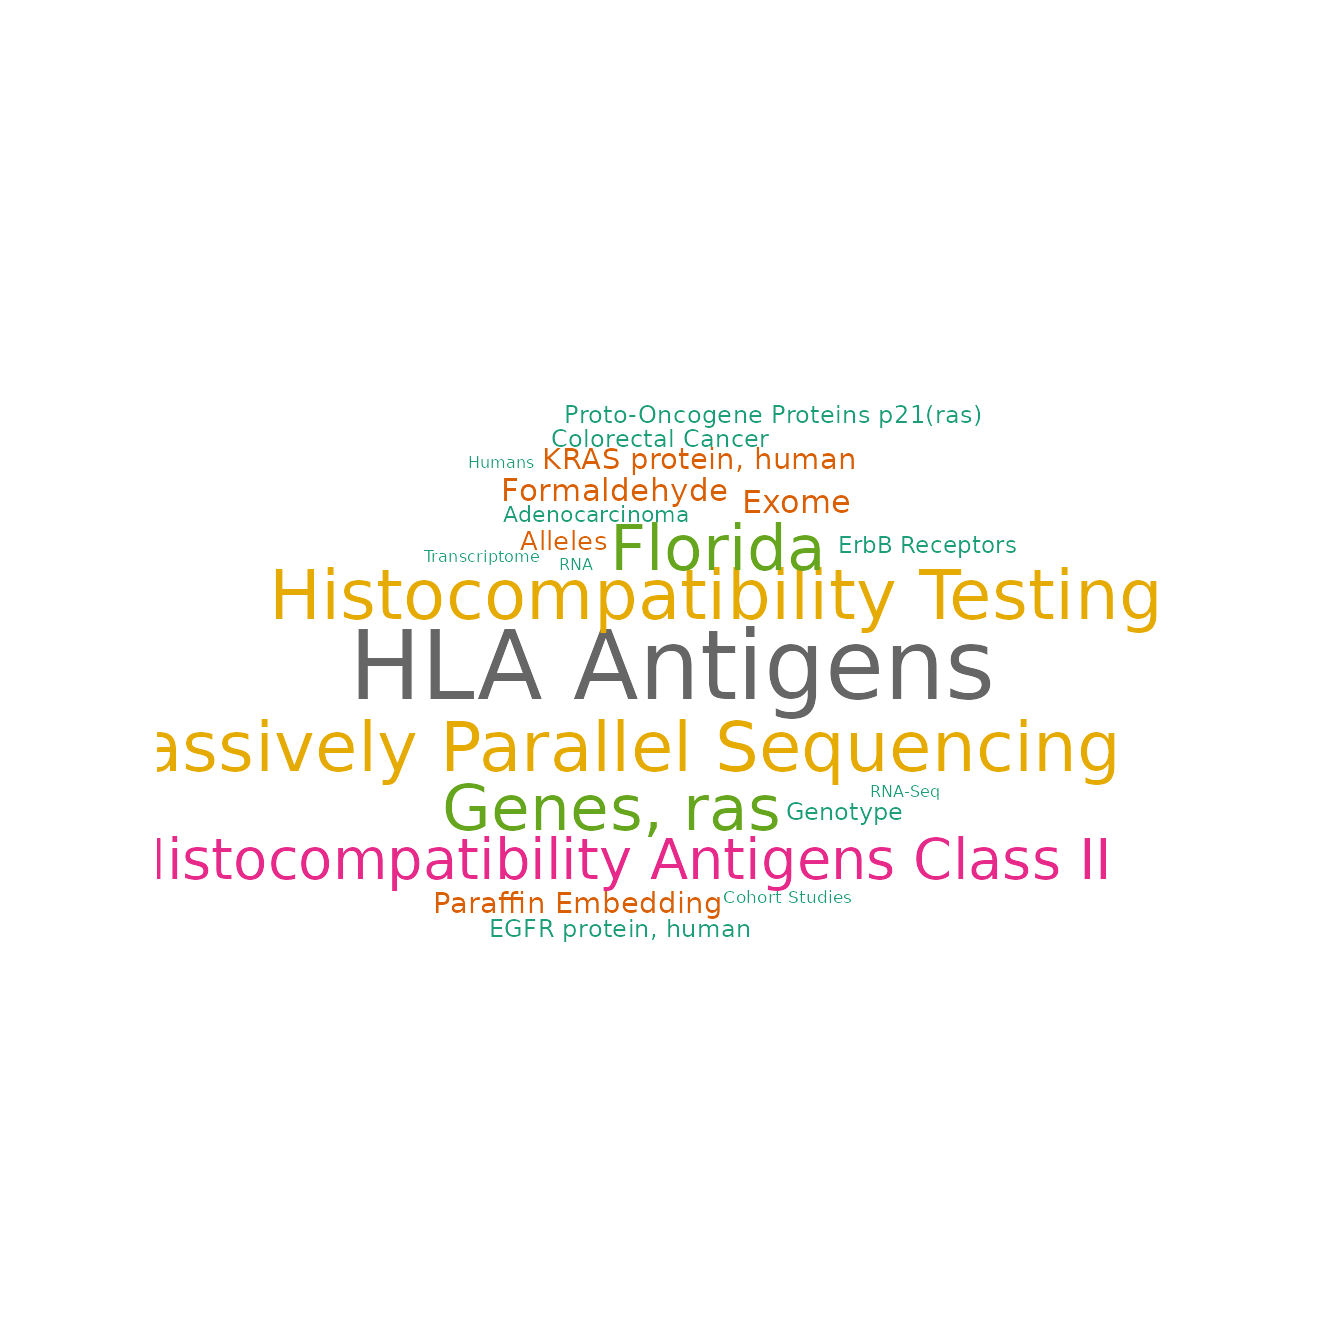 Proto-Oncogene Proteins p21(ras)
Colorectal Cancer
Humans KRAS protein, human
Formaldehyde Exome
Adenocarcinoma
Alleles Florida ErbB Receptors
Transcriptome RNA
Histocompatibility Testing
HLA Antigens
assively Parallel Sequencing
RNA-Seq
Genes, ras Genotype
istocompatibility Antigens Class II
Paraffin Embedding Cohort Studies
EGFR protein, human